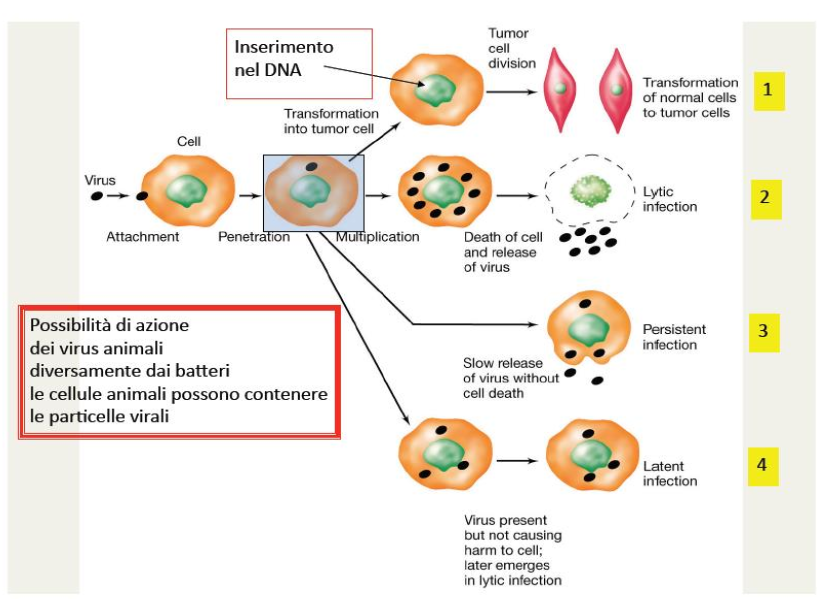 Inserimento
nel DNA
Tumor
cell
division
Transformation
of normal cells
to tumor cells
1
Transformation
into tumor cell
Cell
Virus
Attachment
Penetration
Multiplication
Death of cell
and release
of virus
Lytic
infection
2
Possibilità di azione
dei virus animali
diversamente dai batteri
le cellule animali possono contenere
le particelle virali
Slow release
of virus without
cell death
Persistent
infection
3
Latent
infection
4
Virus present
but not causing
harm to cell;
later emerges
in lytic infection